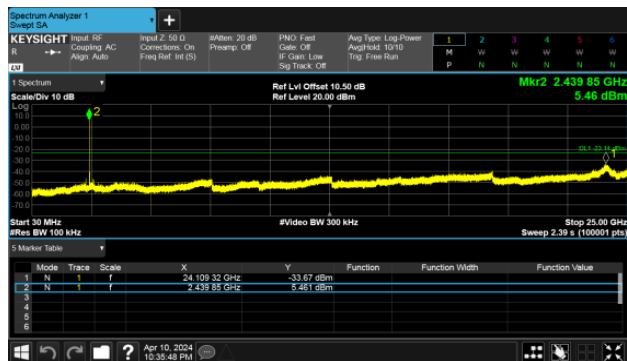 Spectrum Analyzer 1
Swept SA
+
KEYSIGHT Input: RF Input Z: 50 Ω #Atten: 20 dB PNO: Fast Avg Type: Log-Power 1 2 3 4 5 6
R Coupling: AC Corrections: On Preamp: Off Gate: Off Avg|Hold: 10/10 M W W W W W
Align: Auto Freq Ref: Int (S) IF Gain: Low Trig: Free Run
Sig Track: Off P N N N N N
1 Spectrum Ref Lvl Offset 10.50 dB Mkr2 2.439 85 GHz
Scale/Div 10 dB Ref Level 20.00 dBm 5.46 dBm
Log
10.0
0.00
-10.0
-20.0
-30.0
-40.0
-50.0
-60.0
-70.0
2
1
Start 30 MHz #Video BW 300 kHz Stop 25.00 GHz
#Res BW 100 kHz Sweep 2.39 s (100001 pts)
5 Marker Table
Mode Trace Scale X Y Function Function Width Function Value
1 N 1 f 24.109 32 GHz -33.67 dBm
2 N 1 f 2.439 85 GHz 5.461 dBm
3
4
5
6
? Apr 10, 2024
10:35:48 PM